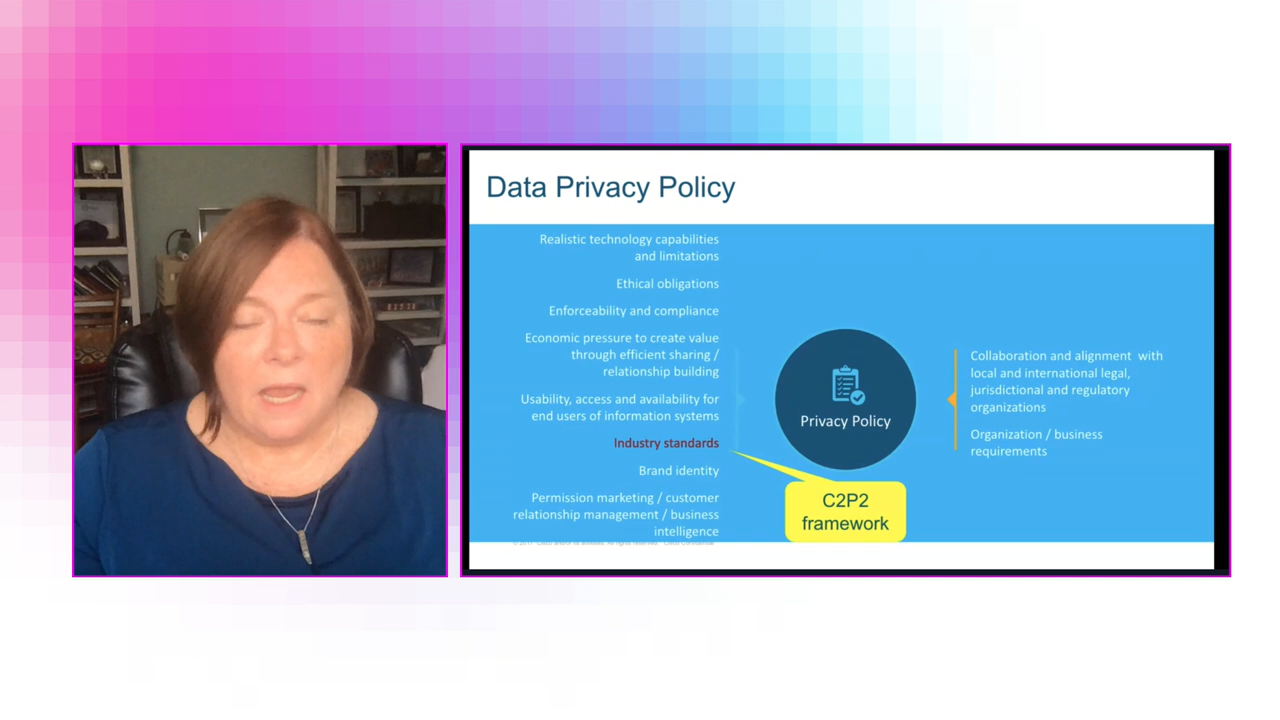 Data Privacy Policy
Realistic technology capabilities
and limitations
Ethical obligations
Enforceability and compliance
Economic pressure to create value
through efficient sharing /
relationship building
Usability, access and availability for
end users of information systems
Industry standards
Brand identity
Permission marketing / customer
relationship management / business
intelligence
Privacy Policy
C2P2
framework
Collaboration and alignment with
local and international legal,
jurisdictional and regulatory
organizations
Organization / business
requirements